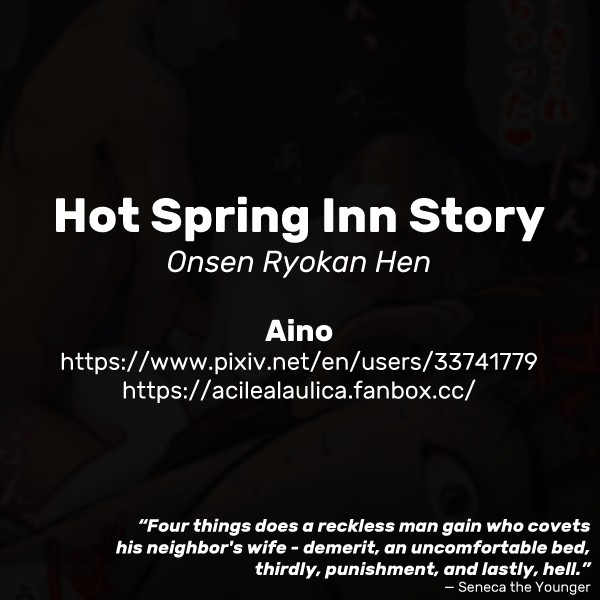 Hot Spring Inn Story
Onsen Ryokan Hen
Aino
https://www.pixiv.net/en/users/33741779
https://acilealaulica.fanbox.cc/
“Four things does a reckless man gain who covets
his neighbor's wife - demerit, an uncomfortable bed,
thirdly, punishment, and lastly, hell.”
— Seneca the Younger